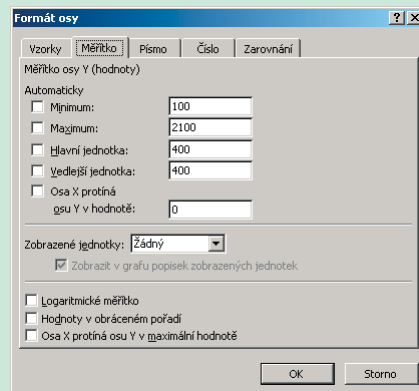 Formát osy
Vzorky Měřítko Písmo Číslo Zarovnání
Měřítko osy Y (hodnoty)
Automaticky
Minimum: 100
Maximum: 2100
Hlavní jednotka: 400
Vedlejší jednotka: 400
Osa X protíná
osu Y v hodnotě: 0
Zobrazené jednotky: Žádný
Zobrazit v grafu popisek zobrazených jednotek
Logaritmické měřítko
Hodnoty v obráceném pořadí
Osa X protíná osu Y v maximální hodnotě
OK Storno